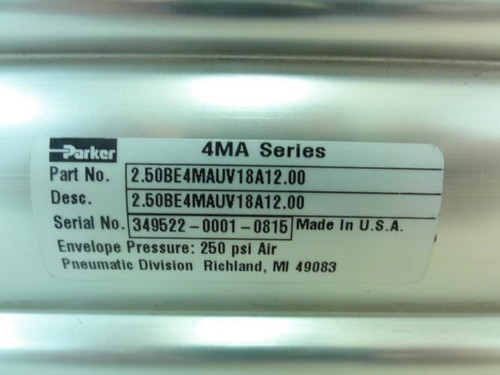 Parker 4MA Series
Part No. 2.50BE4MAUV18A12.00
Desc. 2.50BE4MAUV18A12.00
Serial No. 349522-0001-0815 Made In U.S.A.
Envelope Pressure: 250 psi Air
Pneumatic Division Richland, MI 49083